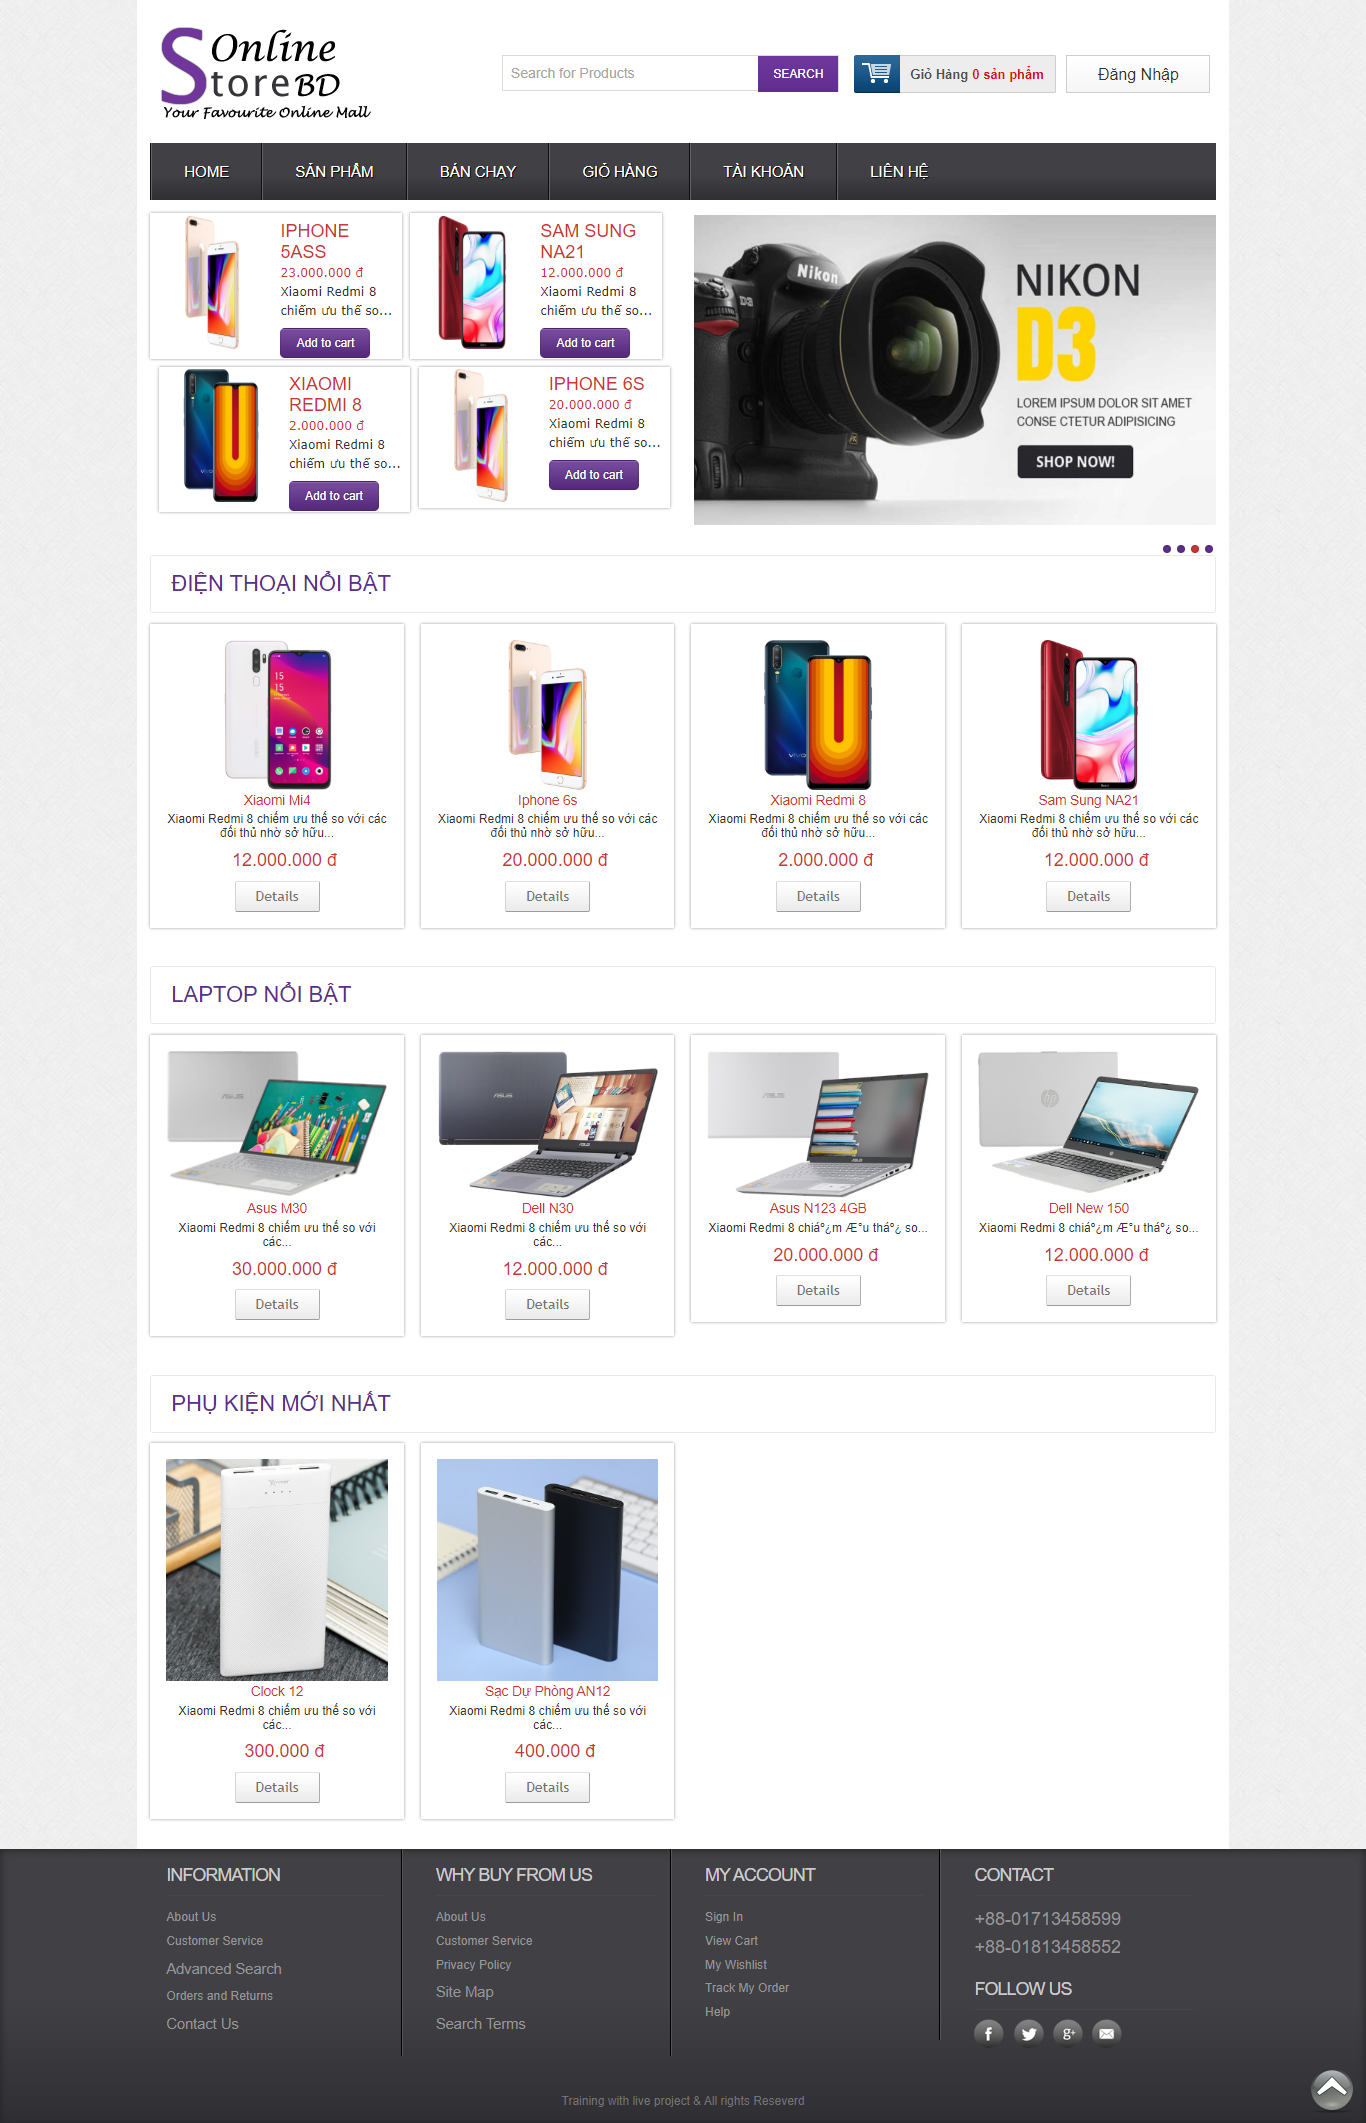 Online
Store BD
Your Favourite Online Mall
Search for Products
SEARCH
Giỏ Hàng 0 sản phẩm
Đăng Nhập
HOME
SẢN PHẨM
BÁN CHẠY
GIỎ HÀNG
TÀI KHOẢN
LIÊN HỆ
IPHONE
5ASS
23.000.000 đ
Xiaomi Redmi 8
chiếm ưu thế so...
Add to cart
SAM SUNG
NA21
12.000.000 đ
Xiaomi Redmi 8
chiếm ưu thế so...
Add to cart
XIAOMI
REDMI 8
2.000.000 đ
Xiaomi Redmi 8
chiếm ưu thế so...
Add to cart
IPHONE 6S
20.000.000 đ
Xiaomi Redmi 8
chiếm ưu thế so...
Add to cart
Nikon
D3
NIKON
D3
LOREM IPSUM DOLOR SIT AMET
CONSE CTETUR ADIPISICING
SHOP NOW!
ĐIỆN THOẠI NỔI BẬT
Xiaomi Mi4
Xiaomi Redmi 8 chiếm ưu thế so với các
đối thủ nhờ sở hữu...
12.000.000 đ
Details
Iphone 6s
Xiaomi Redmi 8 chiếm ưu thế so với các
đối thủ nhờ sở hữu...
20.000.000 đ
Details
Xiaomi Redmi 8
Xiaomi Redmi 8 chiếm ưu thế so với các
đối thủ nhờ sở hữu...
2.000.000 đ
Details
Sam Sung NA21
Xiaomi Redmi 8 chiếm ưu thế so với các
đối thủ nhờ sở hữu...
12.000.000 đ
Details
LAPTOP NỔI BẬT
Asus M30
Xiaomi Redmi 8 chiếm ưu thế so với
các...
30.000.000 đ
Details
Dell N30
Xiaomi Redmi 8 chiếm ưu thế so với
các...
12.000.000 đ
Details
Asus N123 4GB
Xiaomi Redmi 8 chiáº¿m Æ°u tháº¿ so...
20.000.000 đ
Details
Dell New 150
Xiaomi Redmi 8 chiáº¿m Æ°u tháº¿ so...
12.000.000 đ
Details
PHỤ KIỆN MỚI NHẤT
Clock 12
Xiaomi Redmi 8 chiếm ưu thế so với
các...
300.000 đ
Details
Sạc Dự Phòng AN12
Xiaomi Redmi 8 chiếm ưu thế so với
các...
400.000 đ
Details
INFORMATION
About Us
Customer Service
Advanced Search
Orders and Returns
Contact Us
WHY BUY FROM US
About Us
Customer Service
Privacy Policy
Site Map
Search Terms
MY ACCOUNT
Sign In
View Cart
My Wishlist
Track My Order
Help
CONTACT
+88-01713458599
+88-01813458552
FOLLOW US
Training with live project & All rights Reseverd